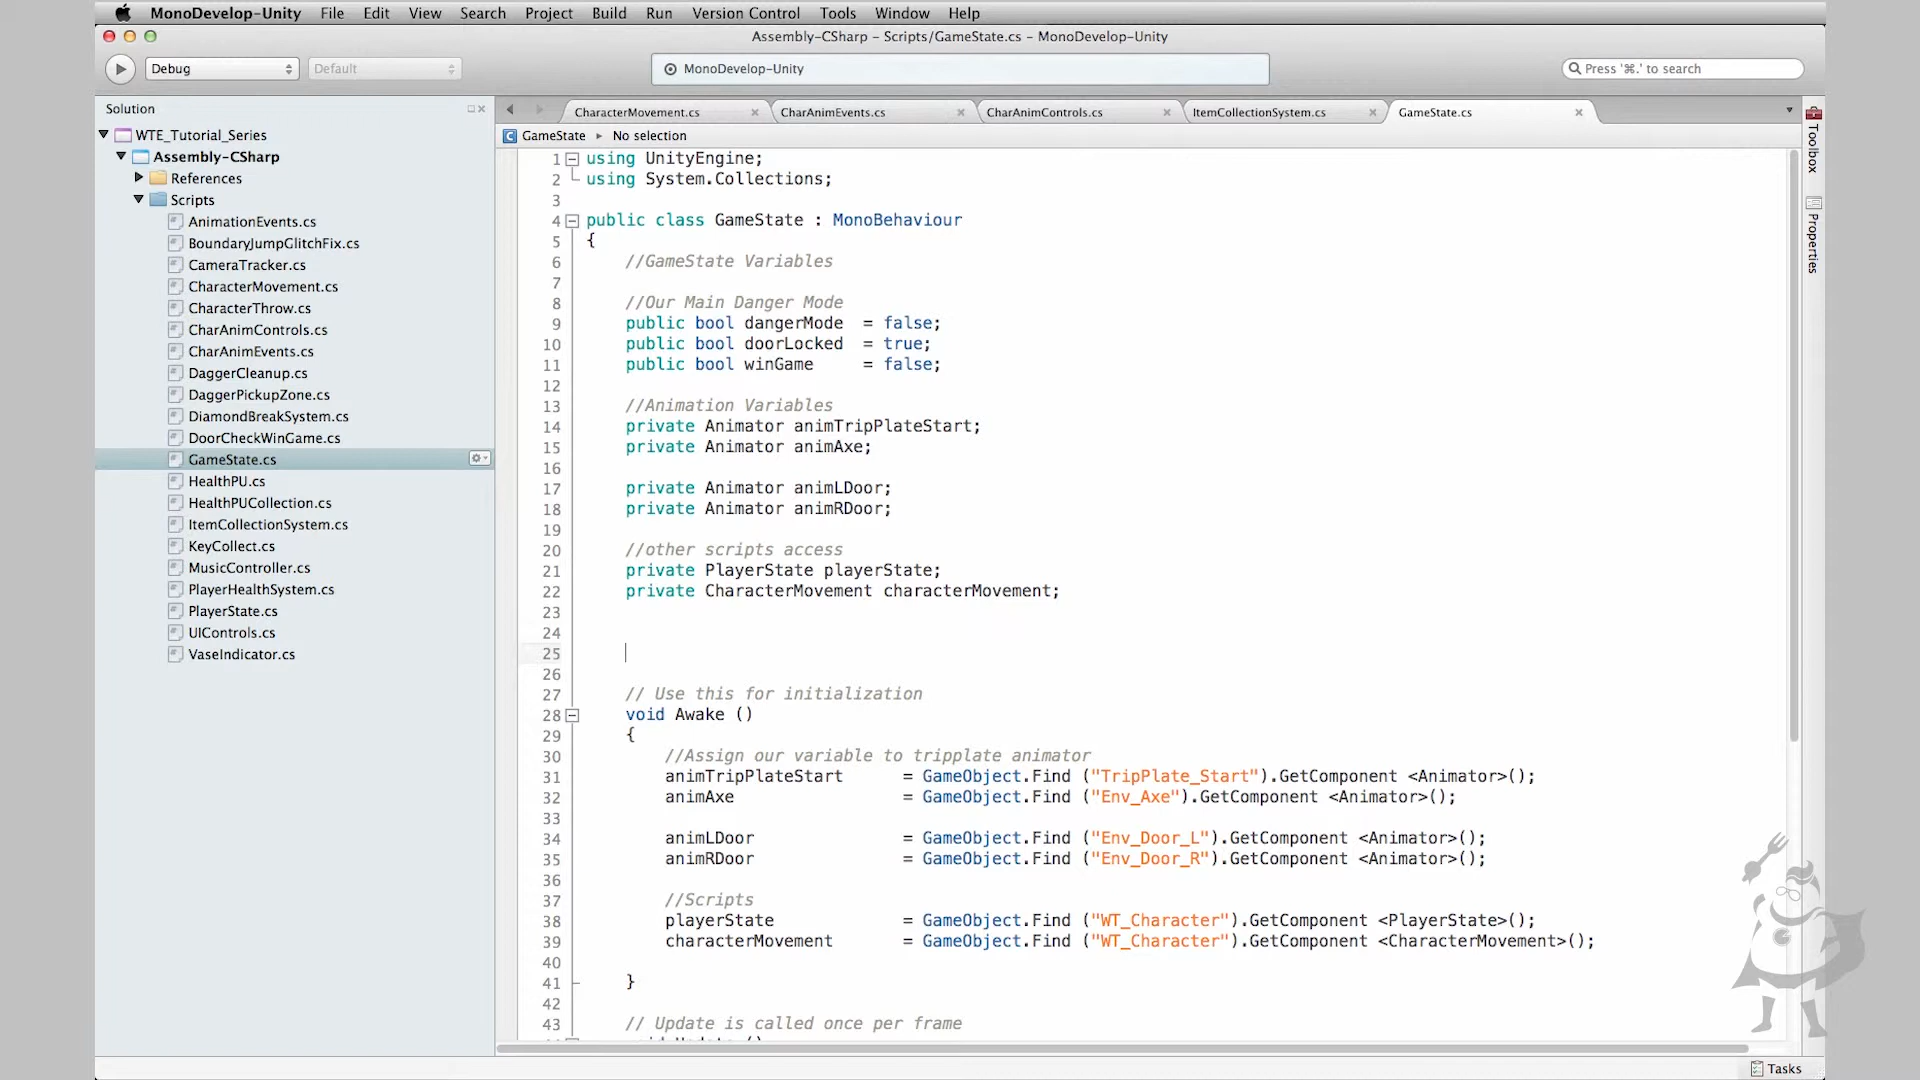 MonoDevelop-Unity File Edit View Search Project Build Run Version Control Tools Window Help
Assembly-CSharp – Scripts/GameState.cs – MonoDevelop-Unity
Debug Default MonoDevelop-Unity Press '⌘.' to search
Solution
WTE_Tutorial_Series
Assembly-CSharp
References
Scripts
AnimationEvents.cs
BoundaryJumpGlitchFix.cs
CameraTracker.cs
CharacterMovement.cs
CharacterThrow.cs
CharAnimControls.cs
CharAnimEvents.cs
DaggerCleanup.cs
DaggerPickupZone.cs
DiamondBreakSystem.cs
DoorCheckWinGame.cs
GameState.cs
HealthPU.cs
HealthPUCollection.cs
ItemCollectionSystem.cs
KeyCollect.cs
MusicController.cs
PlayerHealthSystem.cs
PlayerState.cs
UIControls.cs
VaseIndicator.cs
CharacterMovement.cs CharAnimEvents.cs CharAnimControls.cs ItemCollectionSystem.cs GameState.cs
GameState No selection
1 using UnityEngine;
2 using System.Collections;
3
4 public class GameState : MonoBehaviour
5 {
6 //GameState Variables
7
8 //Our Main Danger Mode
9 public bool dangerMode = false;
10 public bool doorLocked = true;
11 public bool winGame = false;
12
13 //Animation Variables
14 private Animator animTripPlateStart;
15 private Animator animAxe;
16
17 private Animator animLDoor;
18 private Animator animRDoor;
19
20 //other scripts access
21 private PlayerState playerState;
22 private CharacterMovement characterMovement;
23
24
25
26
27 // Use this for initialization
28 void Awake ()
29 {
30 //Assign our variable to tripplate animator
31 animTripPlateStart = GameObject.Find ("TripPlate_Start").GetComponent <Animator>();
32 animAxe = GameObject.Find ("Env_Axe").GetComponent <Animator>();
33
34 animLDoor = GameObject.Find ("Env_Door_L").GetComponent <Animator>();
35 animRDoor = GameObject.Find ("Env_Door_R").GetComponent <Animator>();
36
37 //Scripts
38 playerState = GameObject.Find ("WT_Character").GetComponent <PlayerState>();
39 characterMovement = GameObject.Find ("WT_Character").GetComponent <CharacterMovement>();
40
41 }
42
43 // Update is called once per frame
Toolbox
Properties
Tasks